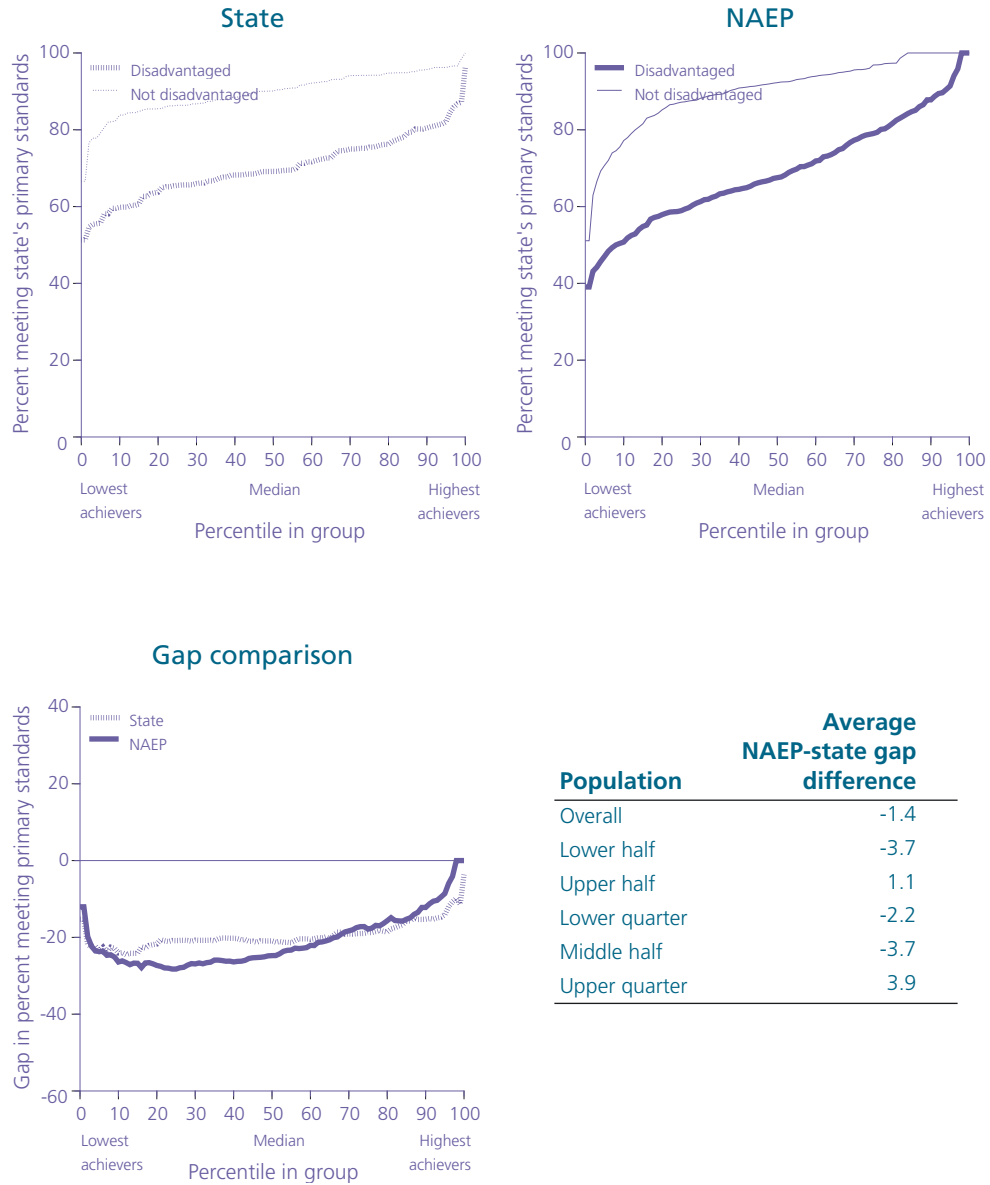 State
Percent meeting state's primary standards
100
80
60
40
20
0
Disadvantaged
Not disadvantaged
0 10 20 30 40 50 60 70 80 90 100
Lowest achievers
Median
Highest achievers
Percentile in group
NAEP
Percent meeting state's primary standards
100
80
60
40
20
0
Disadvantaged
Not disadvantaged
0 10 20 30 40 50 60 70 80 90 100
Lowest achievers
Median
Highest achievers
Percentile in group
Gap comparison
Gap in percent meeting primary standards
40
20
0
-20
-40
-60
State
NAEP
0 10 20 30 40 50 60 70 80 90 100
Lowest achievers
Median
Highest achievers
Percentile in group
Average
NAEP-state gap
Population difference
Overall -1.4
Lower half -3.7
Upper half 1.1
Lower quarter -2.2
Middle half -3.7
Upper quarter 3.9